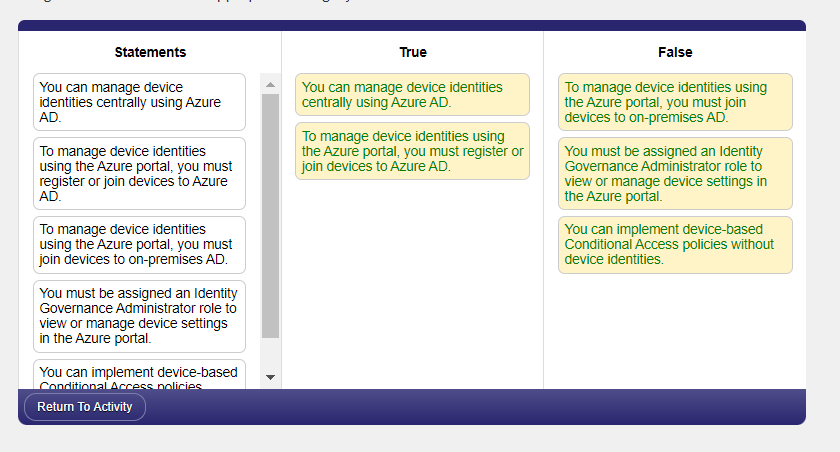 Statements
True
False
You can manage device
identities centrally using Azure
AD.
To manage device identities
using the Azure portal, you must
register or join devices to Azure
AD.
To manage device identities
using the Azure portal, you must
join devices to on-premises AD.
You must be assigned an Identity
Governance Administrator role to
view or manage device settings
in the Azure portal.
You can implement device-based
Conditional Access policies
You can manage device identities
centrally using Azure AD.
To manage device identities using
the Azure portal, you must register or
join devices to Azure AD.
To manage device identities using
the Azure portal, you must join
devices to on-premises AD.
You must be assigned an Identity
Governance Administrator role to
view or manage device settings in
the Azure portal.
You can implement device-based
Conditional Access policies without
device identities.
Return To Activity